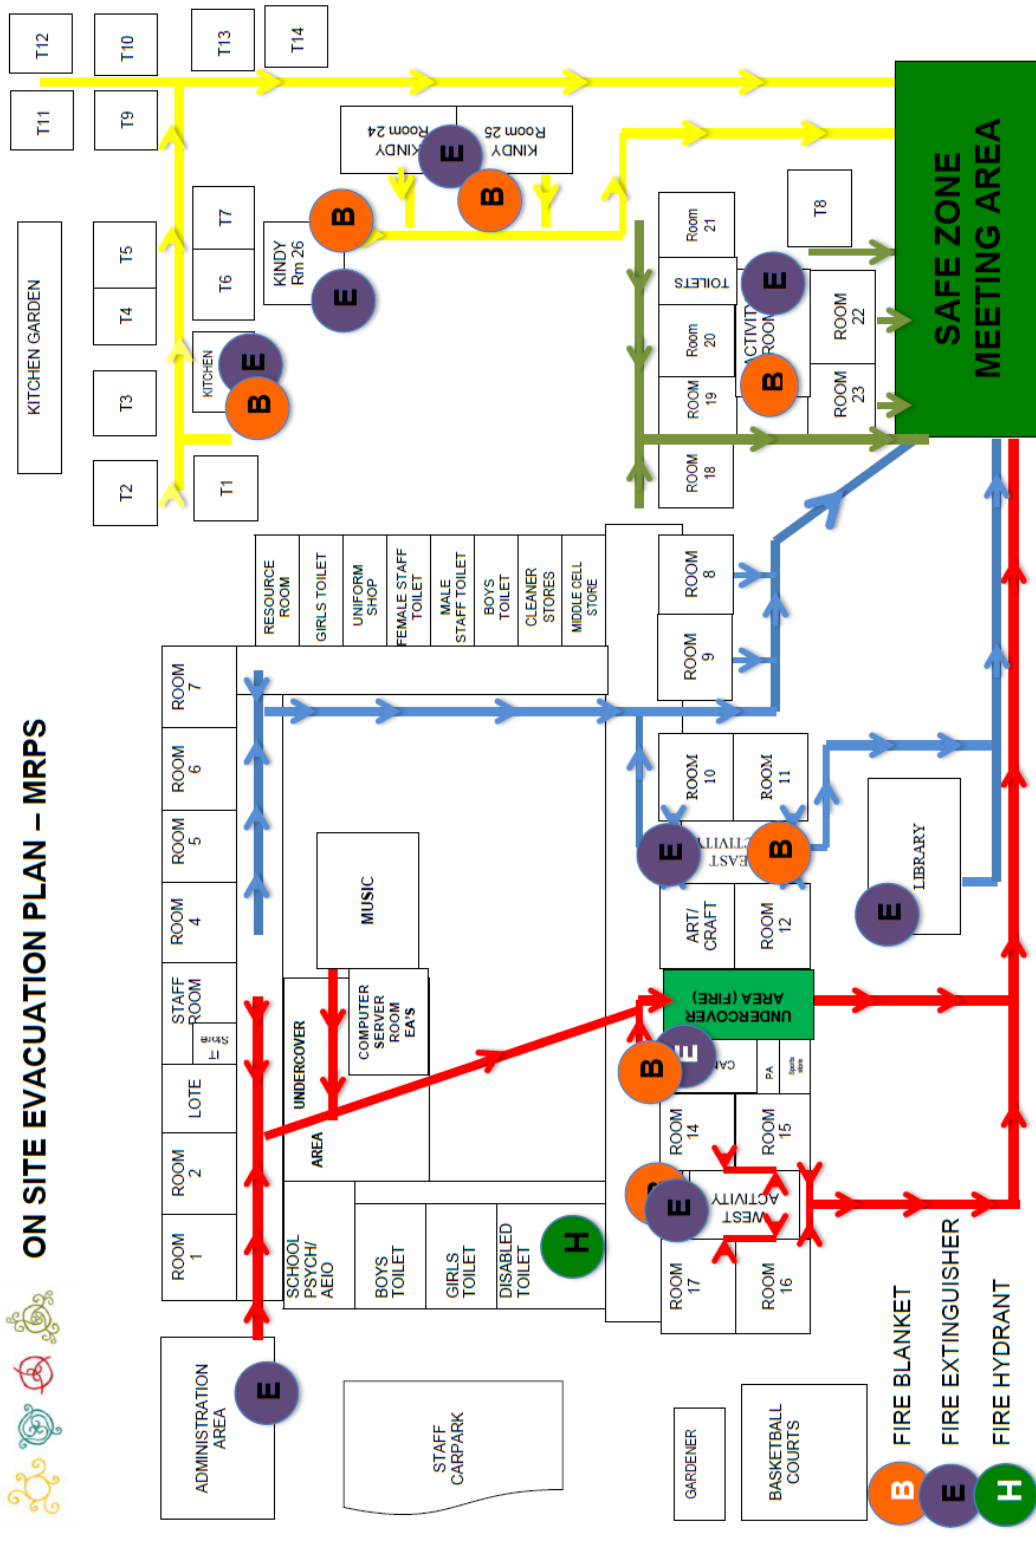 ON SITE EVACUATION PLAN – MRPS
KITCHEN GARDEN
T11
T12
T2
T3
T4
T5
T9
T10
T1
KITCHEN
T6
T7
T13
T14
KINDY
Rm 26
KINDY
Room 24
KINDY
Room 25
B
E
B
E
B
E
ADMINISTRATION
AREA
E
ROOM
1
ROOM
2
LOTE
IT
Store
STAFF
ROOM
ROOM
4
ROOM
5
ROOM
6
ROOM
7
RESOURCE
ROOM
GIRLS TOILET
UNIFORM
SHOP
FEMALE STAFF
TOILET
MALE
STAFF TOILET
BOYS
TOILET
CLEANER
STORES
MIDDLE CELL
STORE
SCHOOL
PSYCH/
AEIO
BOYS
TOILET
GIRLS
TOILET
DISABLED
TOILET
H
UNDERCOVER
AREA
MUSIC
COMPUTER
SERVER
ROOM
EA'S
STAFF
CARPARK
GARDENER
BASKETBALL
COURTS
ROOM
17
ROOM
16
WEST
ACTIVITY
E
ROOM
14
ROOM
15
B
E
PA
Sports
store
UNDERCOVER
AREA (FIRE)
ART/
CRAFT
ROOM
12
EAST
E
B
ROOM
10
ROOM
11
ROOM
9
ROOM
8
LIBRARY
E
ROOM
18
ROOM
19
Room
20
TOILETS
Room
21
ACTIVITY
ROOM
B
E
ROOM
23
ROOM
22
T8
SAFE ZONE
MEETING AREA
B FIRE BLANKET
E FIRE EXTINGUISHER
H FIRE HYDRANT